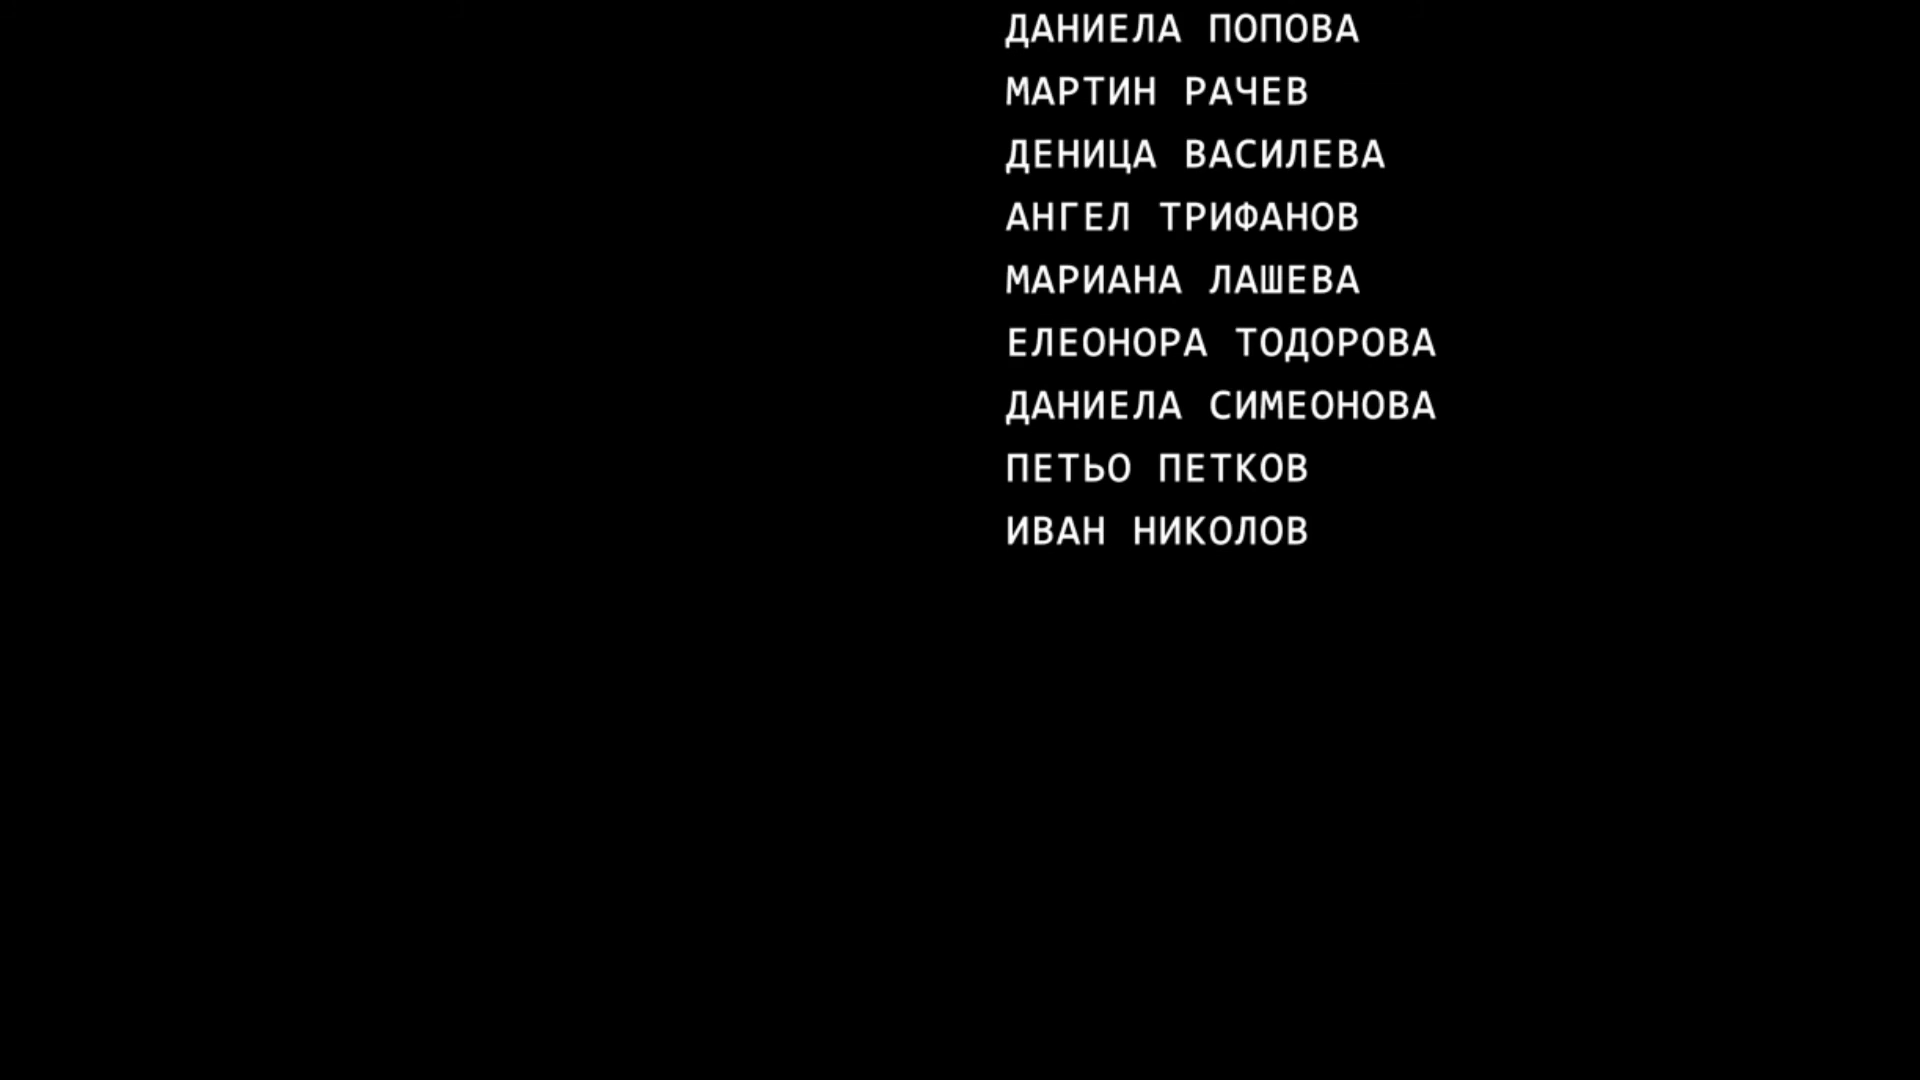 ДАНИЕЛА ПОПОВА
МАРТИН РАЧЕВ
ДЕНИЦА ВАСИЛЕВА
АНГЕЛ ТРИФАНОВ
МАРИАНА ЛАШЕВА
ЕЛЕОНОРА ТОДОРОВА
ДАНИЕЛА СИМЕОНОВА
ПЕТЬО ПЕТКОВ
ИВАН НИКОЛОВ